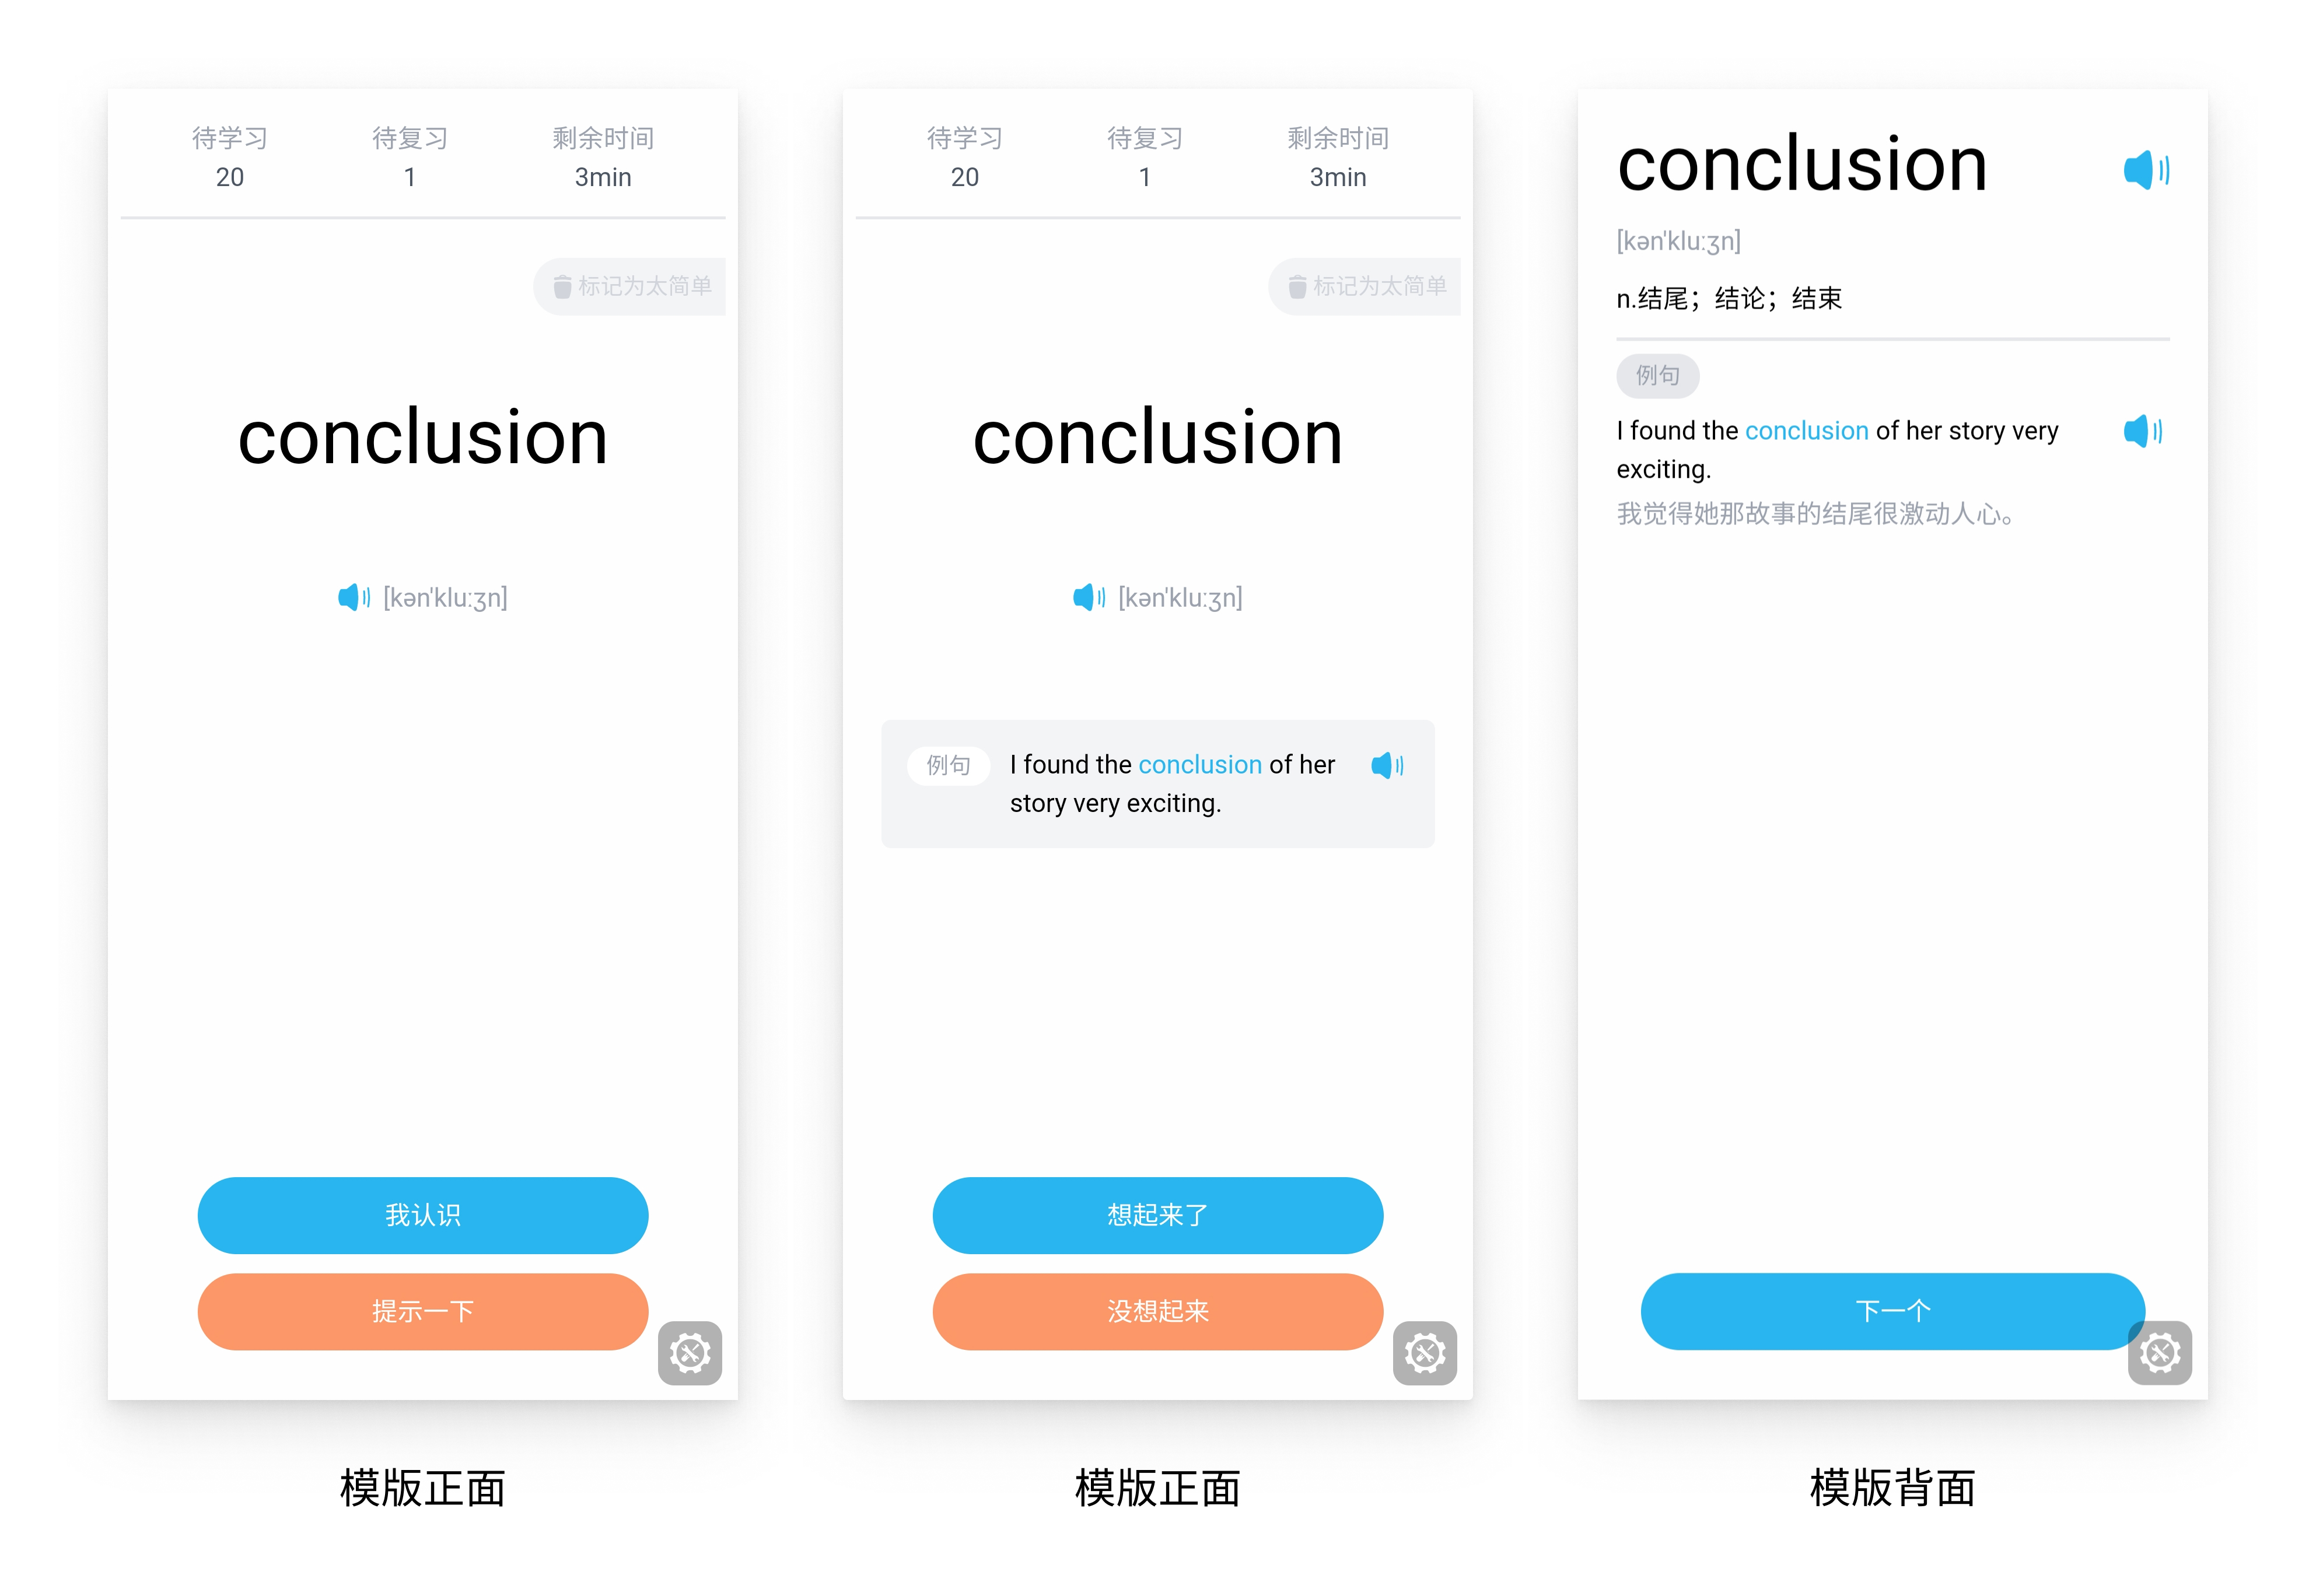 待学习
待复习
剩余时间
20
1
3min
标记为太简单
conclusion
[kən'kluːʒn]
我认识
提示一下
模版正面
待学习
待复习
剩余时间
20
1
3min
标记为太简单
conclusion
[kən'kluːʒn]
例句
I found the conclusion of her
story very exciting.
想起来了
没想起来
模版正面
conclusion
[kən'kluːʒn]
n.结尾；结论；结束
例句
I found the conclusion of her story very
exciting.
我觉得她那故事的结尾很激动人心。
下一个
模版背面